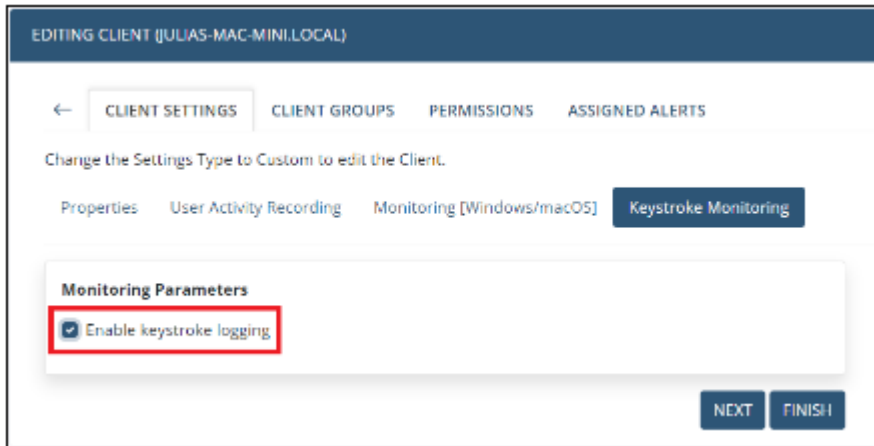 EDITING CLIENT (JULIAS-MAC-MINI.LOCAL)
← CLIENT SETTINGS CLIENT GROUPS PERMISSIONS ASSIGNED ALERTS
Change the Settings Type to Custom to edit the Client.
Properties User Activity Recording Monitoring [Windows/macOS] Keystroke Monitoring
Monitoring Parameters
Enable keystroke logging
NEXT FINISH